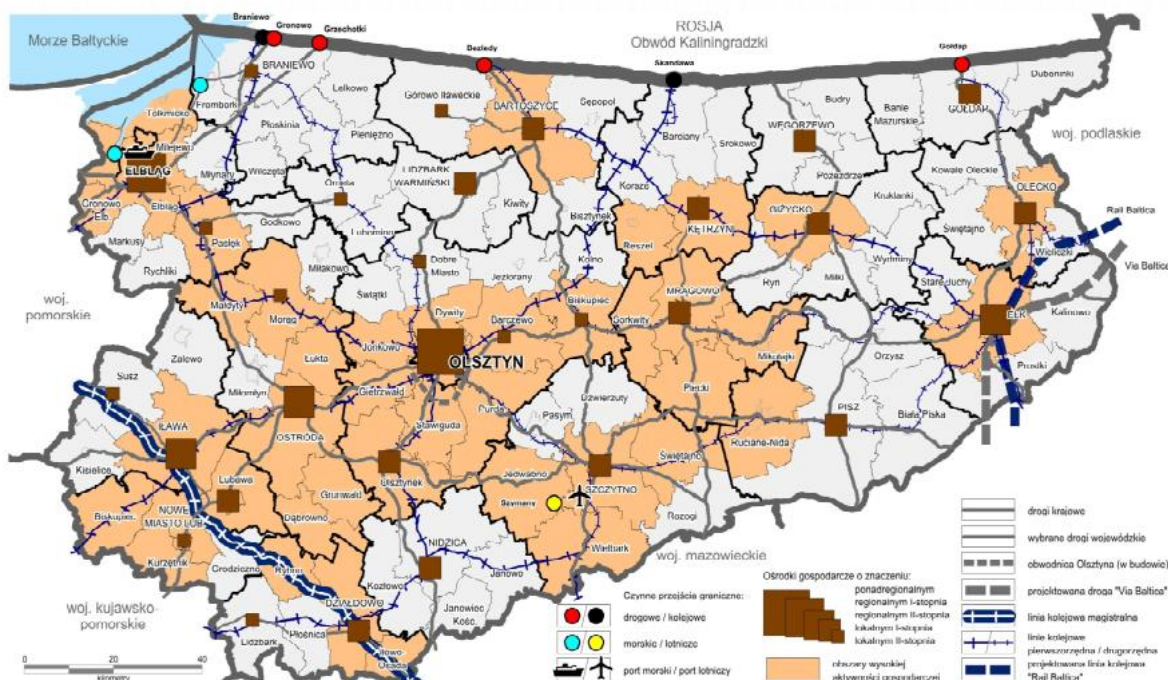 Braniewo
Gronowo
Grzechotki
ROSJA
Obwód Kaliningradzki
Morze Bałtyckie
Bezledy
Skandawa
Gołdap
BRANIEWO
Lelkowo
Górowo Iławeckie
Sępopol
Budry
Banie
Mazurskie
Dubeninki
GOŁDAP
Frombork
Tolkmicko
Płoskinia
Pieniężno
BARTOSZYCE
Barciany
Srokowo
WĘGORZEWO
woj. podlaskie
Milejewo
ELBLĄG
Młynary
Wilczęta
Orneta
LIDZBARK
WARMIŃSKI
Kiwity
Korsze
Pozezdrze
Kruklanki
Kowale Oleckie
OLECKO
Gronowo
Elb.
Elbląg
Pasłęk
Godkowo
Lubomino
Bisztynek
Reszel
KĘTRZYN
GIŻYCKO
Świętajno
Rail Baltica
Markusy
Rychliki
Miłakowo
Dobre
Miasto
Jeziorany
Kolno
Wydminy
Wieliczki
Via Baltica
woj.
pomorskie
Małdyty
Morąg
Świątki
Dywity
Barczewo
Biskupiec
Sorkwity
MRĄGOWO
Ryn
Miłki
Stare Juchy
EŁK
Kalinowo
Zalewo
Łukta
Jonkowo
OLSZTYN
Mikołajki
Orzysz
Prostki
Susz
Miłomłyn
Gietrzwałd
Purda
Dźwierzuty
Pasym
Piecki
PISZ
Biała Piska
IŁAWA
OSTRÓDA
Stawiguda
Ruciane-Nida
Kisielice
Lubawa
Olsztynek
Jedwabno
Świętajno
Grunwald
Szymany
SZCZYTNO
Biskupiec
NOWE
MIASTO LUB.
Dąbrówno
Rozogi
Kurzętnik
NIDZICA
Wielbark
woj. mazowieckie
Grodziczno
Rybno
Kozłowo
Janowo
woj. kujawsko-
pomorskie
DZIAŁDOWO
Janowiec
Kośc.
Lidzbark
Płośnica
Iłowo
Osada
0 20 40
kilometry
Czynne przejścia graniczne:
drogowe / kolejowe
morskie / lotnicze
port morski / port lotniczy
Ośrodki gospodarcze o znaczeniu:
ponadregionalnym
regionalnym I-stopnia
regionalnym II-stopnia
lokalnym I-stopnia
lokalnym II-stopnia
obszary wysokiej
aktywności gospodarczej
drogi krajowe
wybrane drogi wojewódzkie
obwodnica Olsztyna (w budowie)
projektowana droga "Via Baltica"
linia kolejowa magistralna
linie kolejowe
pierwszorzędna / drugorzędna
projektowana linia kolejowa
"Rail Baltica"